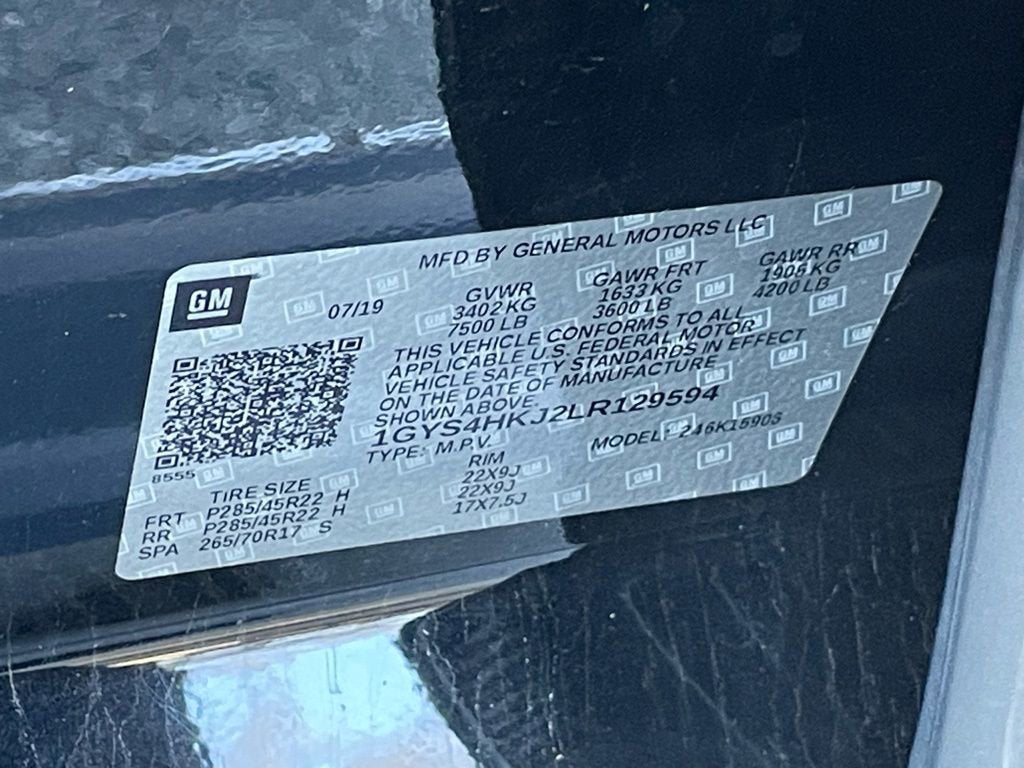 MFD BY GENERAL MOTORS LLC
GM
07/19
GVWR GAWR FRT GAWR RR
3402 KG 1633 KG 1905 KG
7500 LB 3600 LB 4200 LB
THIS VEHICLE CONFORMS TO ALL
APPLICABLE U.S. FEDERAL MOTOR
VEHICLE SAFETY STANDARDS IN EFFECT
ON THE DATE OF MANUFACTURE
SHOWN ABOVE.
1GYS4HKJ2LR129594
TYPE: M.P.V. MODEL: 246K15906
8555
TIRE SIZE RIM
FRT P285/45R22 H 22X9J
RR P285/45R22 H 22X9J
SPA 265/70R17 S 17X7.5J